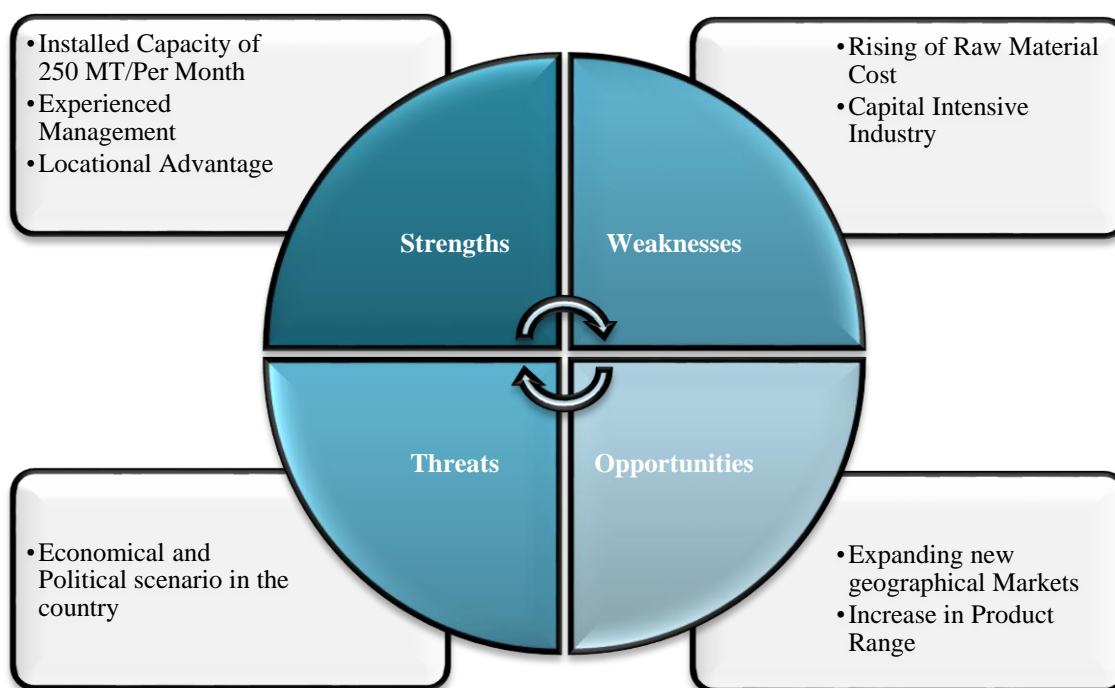 •Installed Capacity of
250 MT/Per Month
•Experienced
Management
•Locational Advantage
•Rising of Raw Material
Cost
•Capital Intensive
Industry
Strengths
Weaknesses
Threats
Opportunities
•Economical and
Political scenario in the
country
•Expanding new
geographical Markets
•Increase in Product
Range